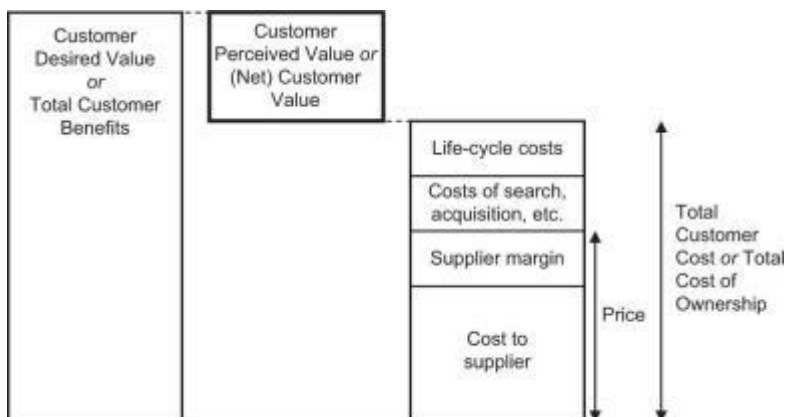 Customer
Desired Value
or
Total Customer
Benefits
Customer
Perceived Value or
(Net) Customer
Value
Life-cycle costs
Costs of search,
acquisition, etc.
Supplier margin
Cost to
supplier
Price
Total
Customer
Cost or Total
Cost of
Ownership